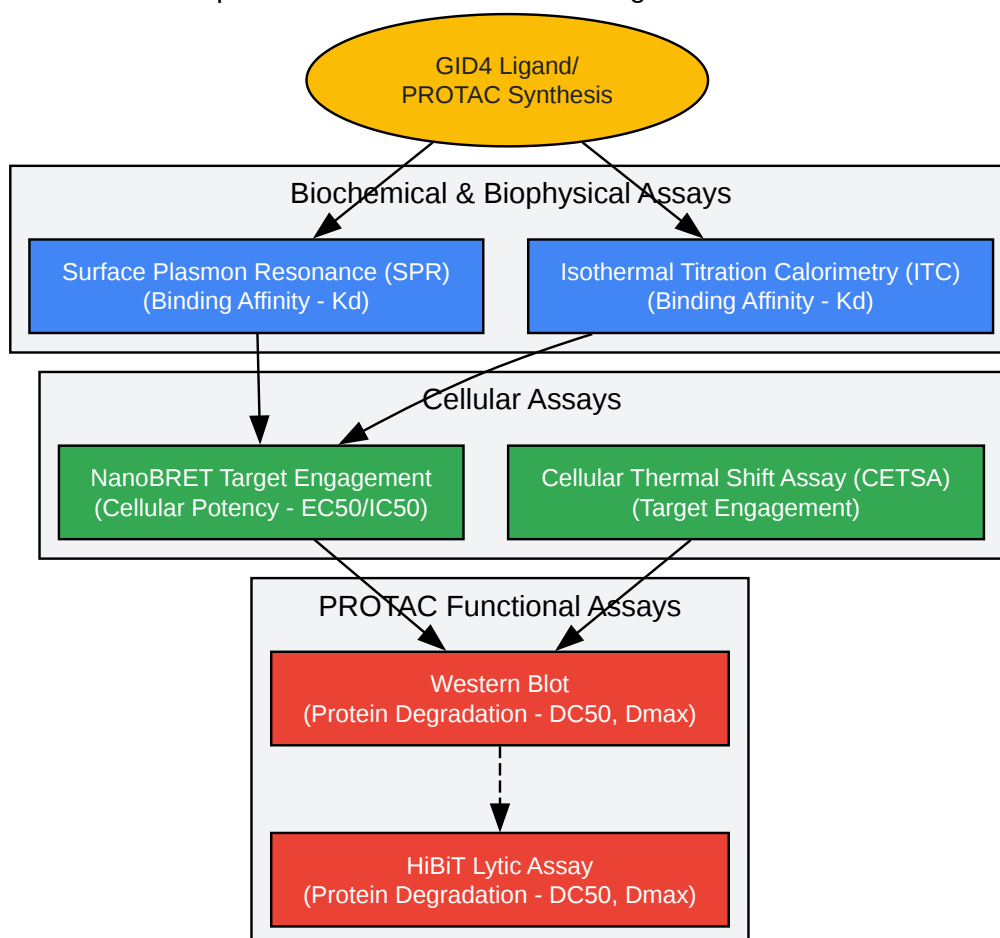 GID4 Ligand/
PROTAC Synthesis
Biochemical & Biophysical Assays
Surface Plasmon Resonance (SPR)
(Binding Affinity - Kd)
Isothermal Titration Calorimetry (ITC)
(Binding Affinity - Kd)
Cellular Assays
NanoBRET Target Engagement
(Cellular Potency - EC50/IC50)
Cellular Thermal Shift Assay (CETSA)
(Target Engagement)
PROTAC Functional Assays
Western Blot
(Protein Degradation - DC50, Dmax)
HiBiT Lytic Assay
(Protein Degradation - DC50, Dmax)